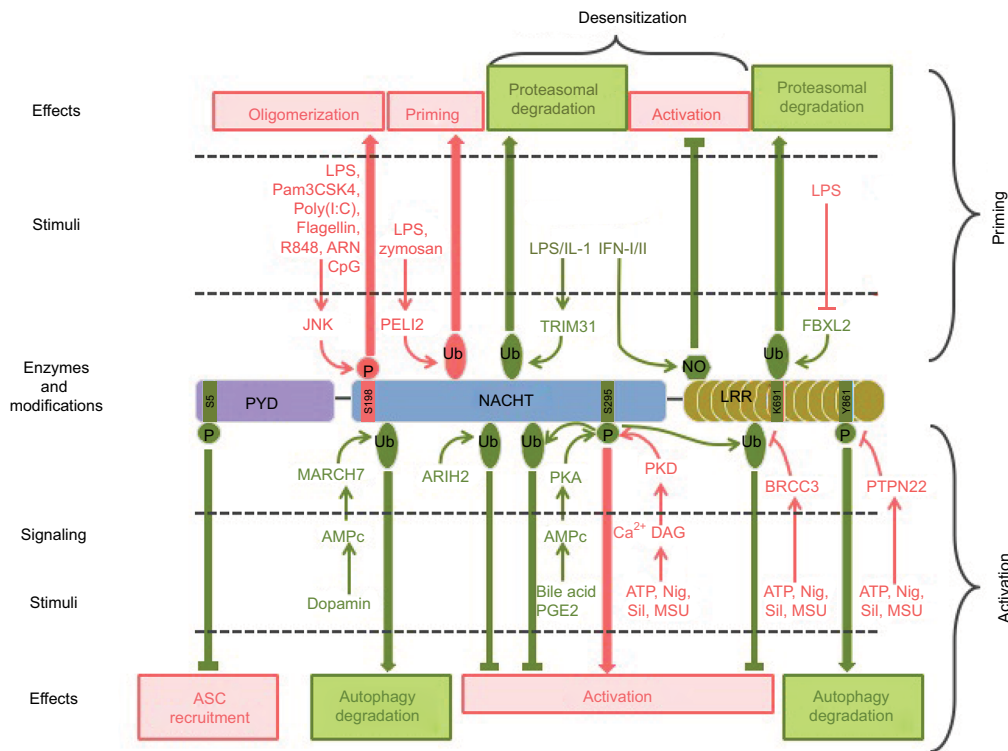 Desensitization
Effects
Oligomerization
Priming
Proteasomal
degradation
Activation
Proteasomal
degradation
Priming
Stimuli
LPS,
Pam3CSK4,
Poly(I:C),
Flagellin,
R848, ARN
CpG
LPS,
zymosan
LPS/IL-1
IFN-I/II
LPS
JNK
PELI2
TRIM31
FBXL2
Enzymes and
modifications
P
Ub
Ub
NO
Ub
S5
PYD
S198
NACHT
S295
LRR
K691
Y861
P
Ub
Ub
Ub
P
Ub
P
MARCH7
ARIH2
PKA
PKD
BRCC3
PTPN22
Signaling
AMPc
AMPc
Ca2+ DAG
Stimuli
Dopamin
Bile acid
PGE2
ATP, Nig,
Sil, MSU
ATP, Nig,
Sil, MSU
ATP, Nig,
Sil, MSU
Activation
Effects
ASC
recruitment
Autophagy
degradation
Activation
Autophagy
degradation